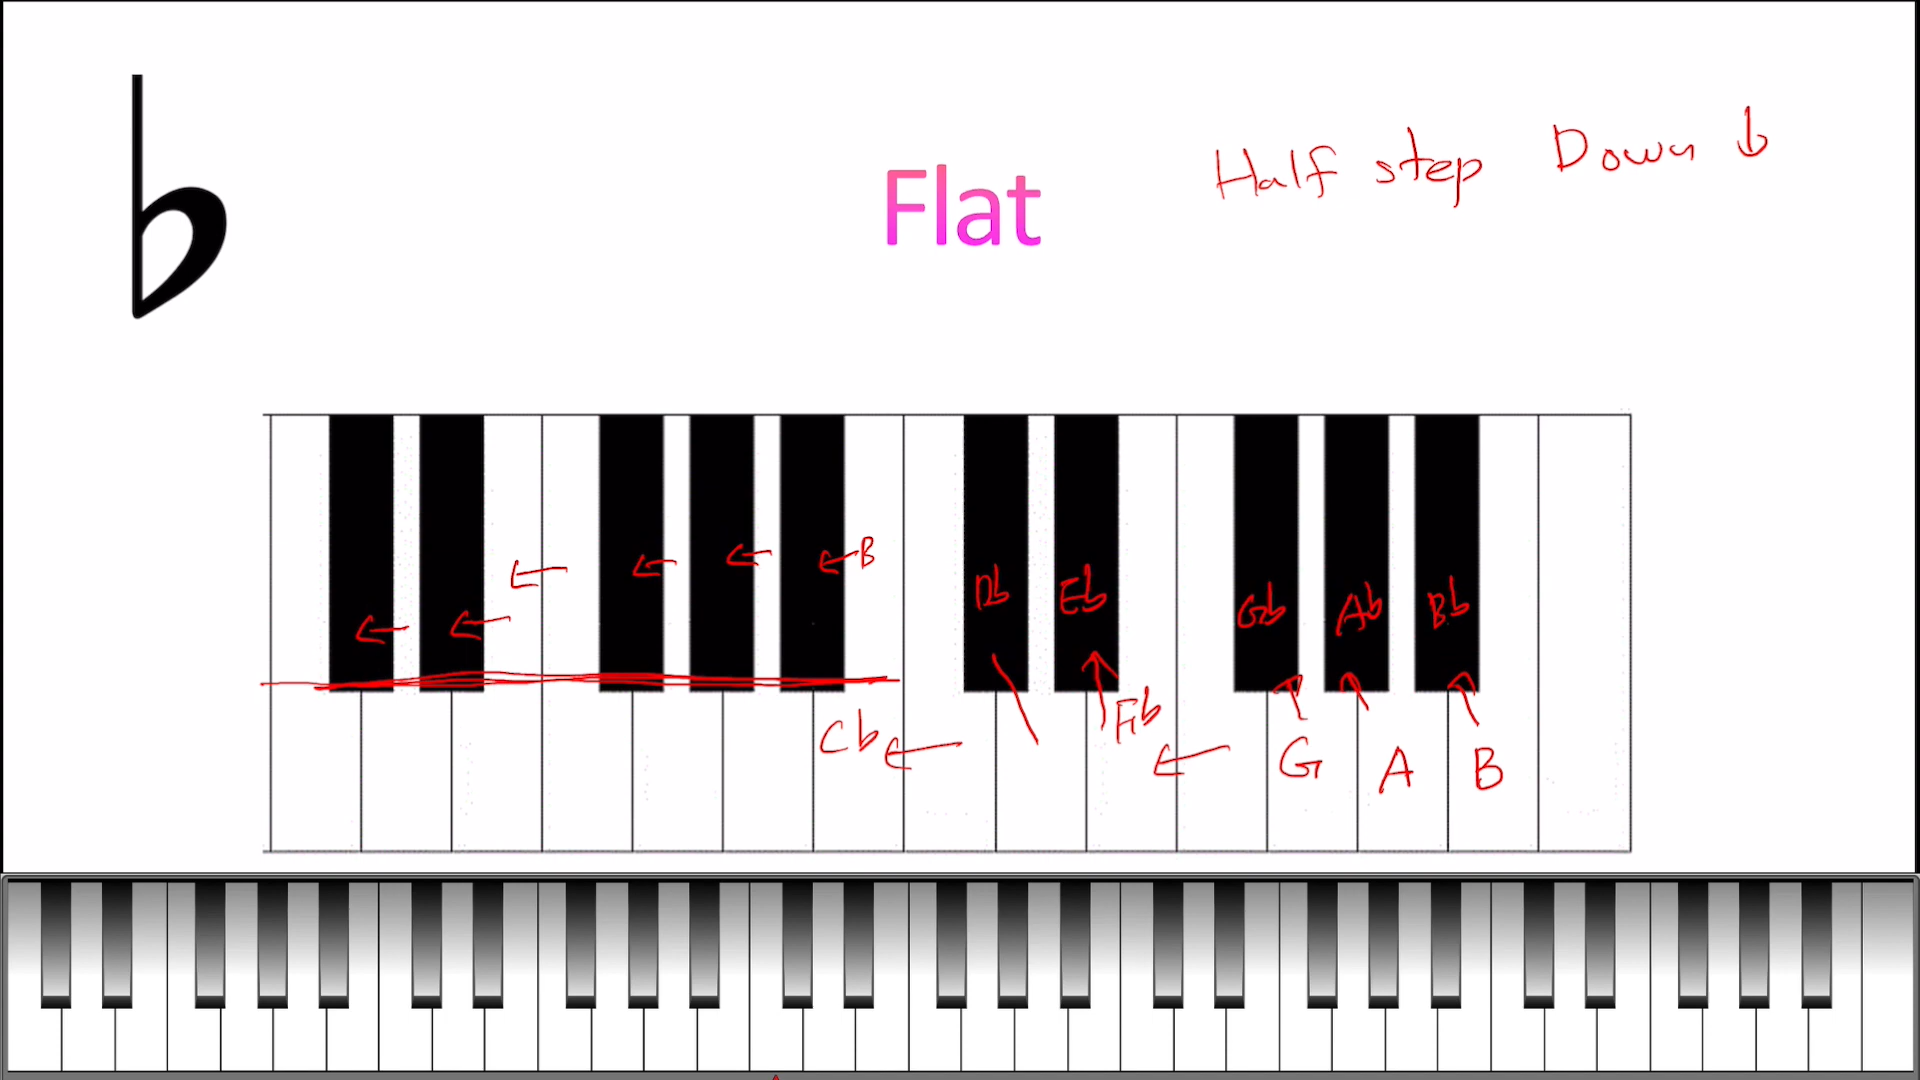 Half step Down ↓
Flat
B
Db Eb Gb Ab Bb
Cb Fb G A B